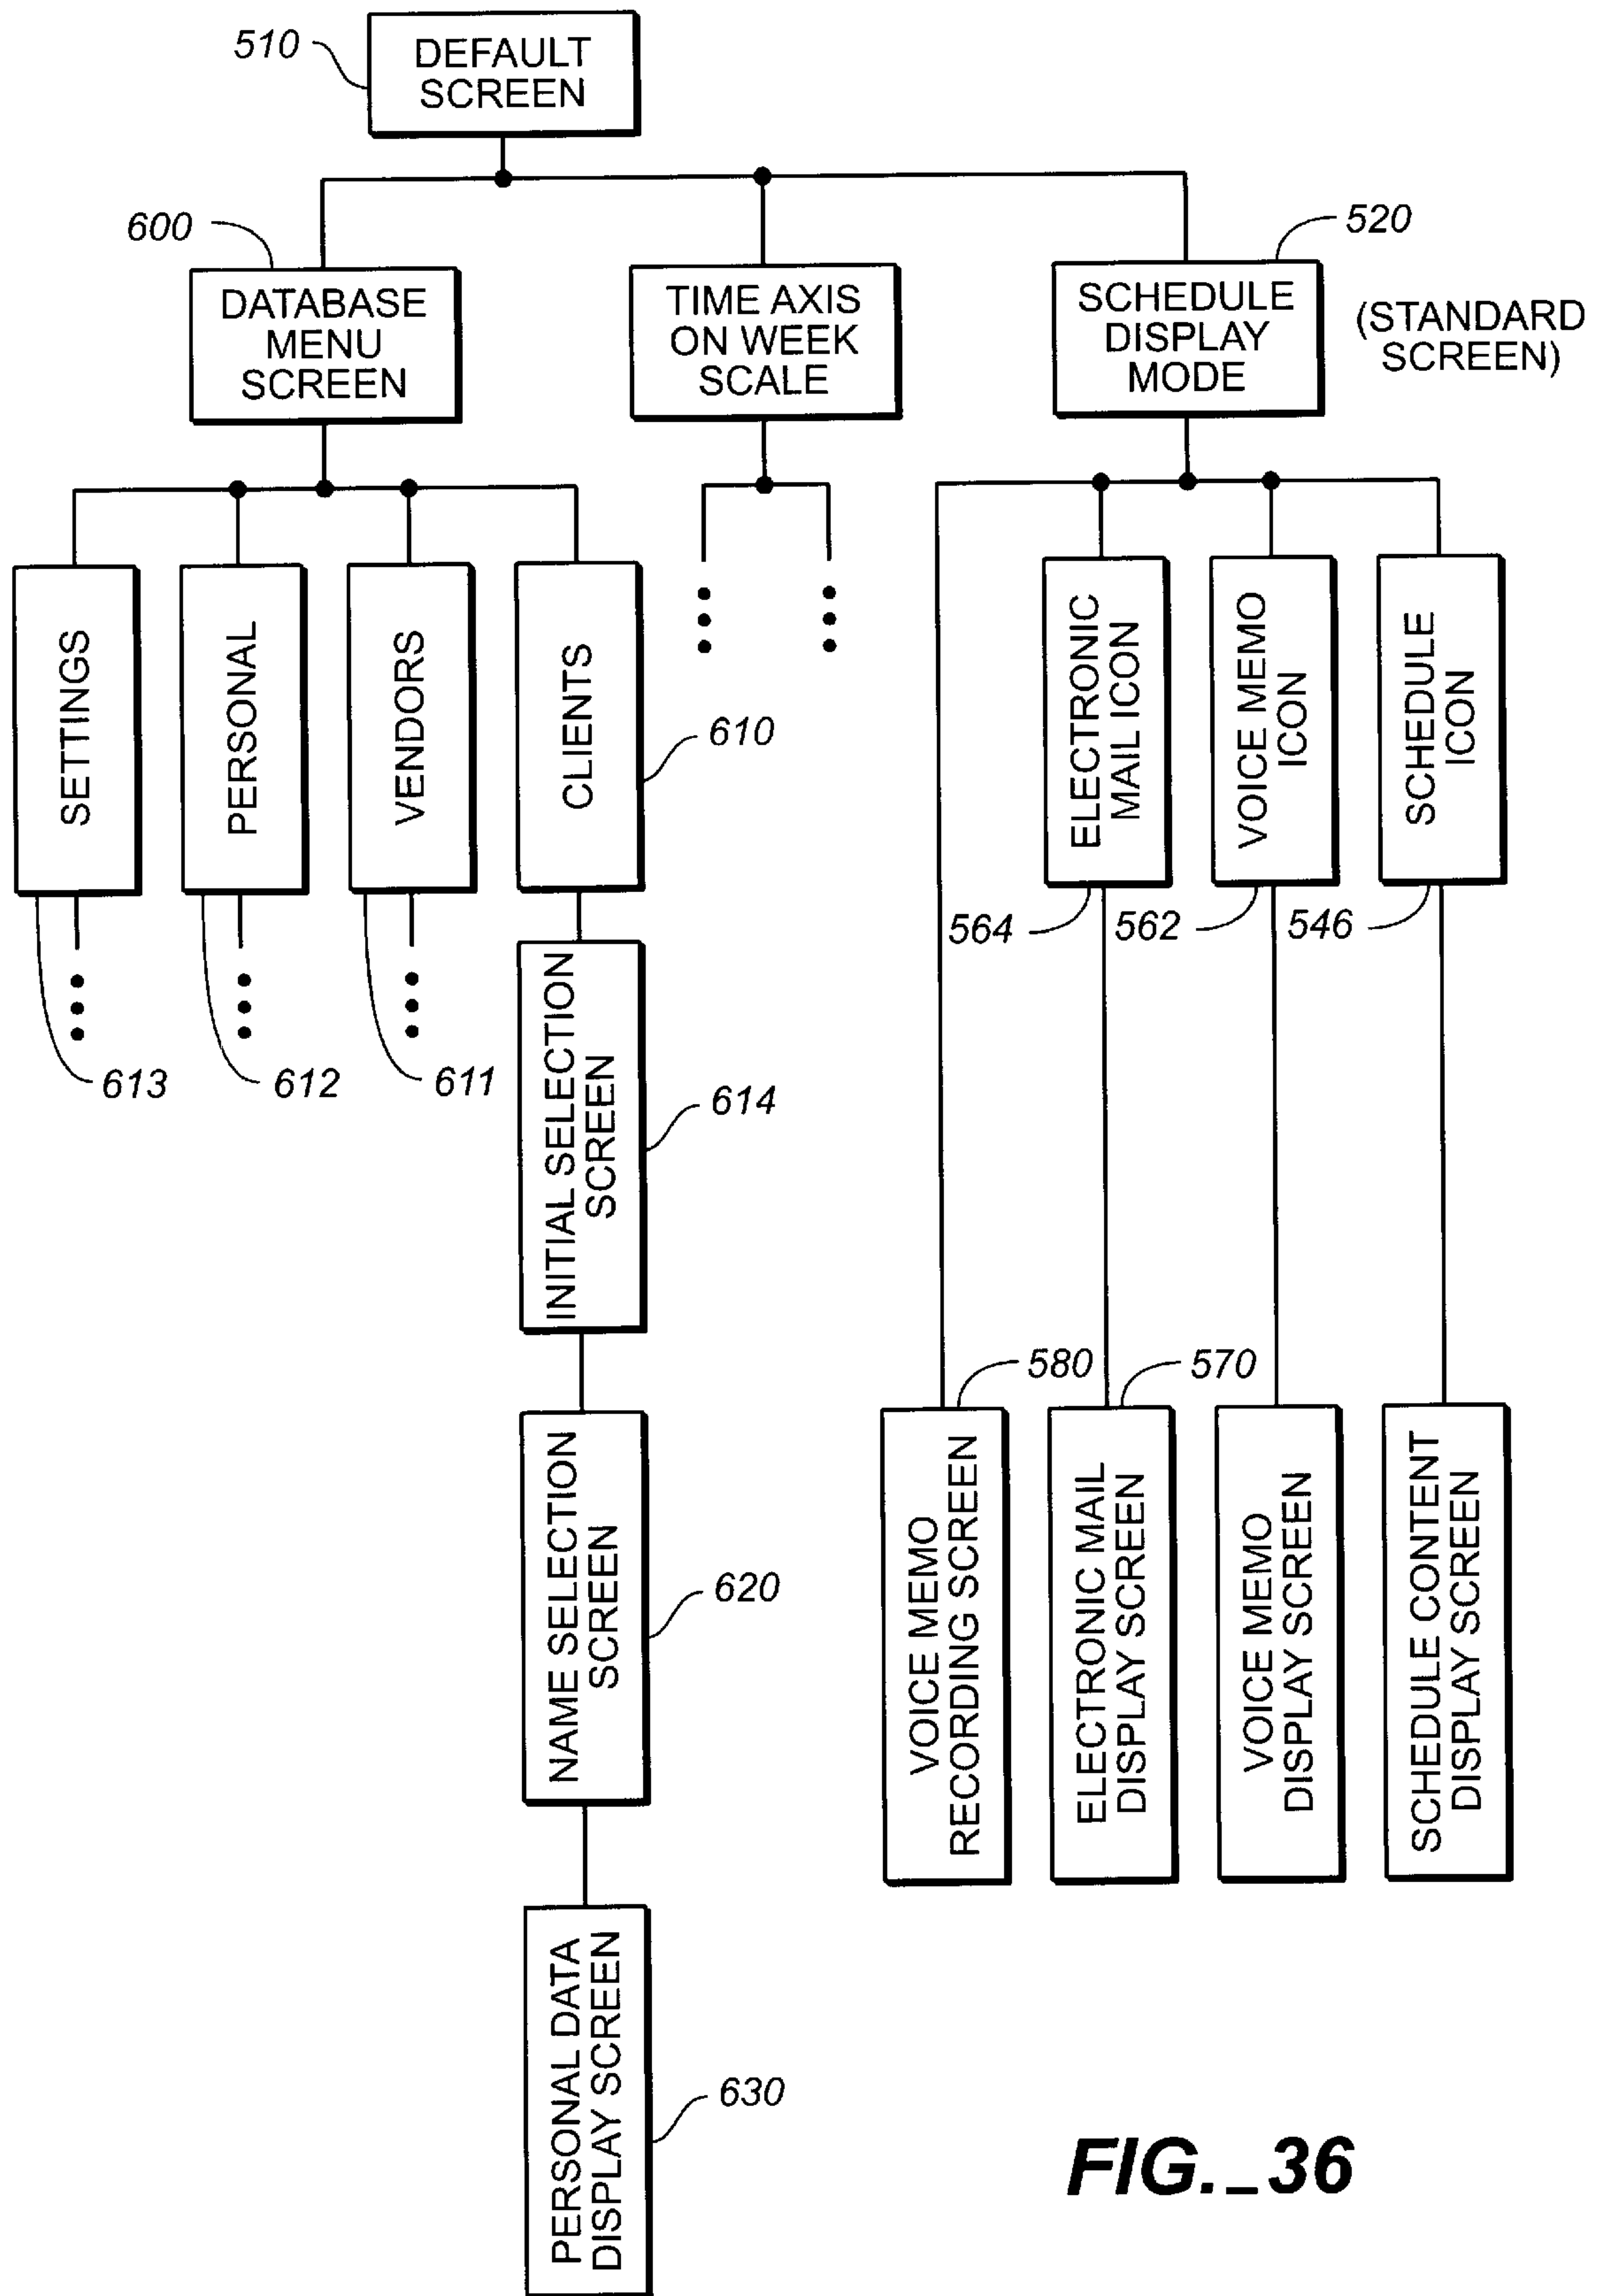 510
DEFAULT
SCREEN
600
520
DATABASE
MENU
SCREEN
TIME AXIS
ON WEEK
SCALE
SCHEDULE
DISPLAY
MODE
(STANDARD
SCREEN)
SETTINGS
PERSONAL
VENDORS
CLIENTS
610
ELECTRONIC
MAIL ICON
VOICE MEMO
ICON
SCHEDULE
ICON
564
562
546
613
612
611
INITIAL SELECTION
SCREEN
614
580
570
NAME SELECTION
SCREEN
620
VOICE MEMO
RECORDING SCREEN
ELECTRONIC MAIL
DISPLAY SCREEN
VOICE MEMO
DISPLAY SCREEN
SCHEDULE CONTENT
DISPLAY SCREEN
PERSONAL DATA
DISPLAY SCREEN
630
FIG._36